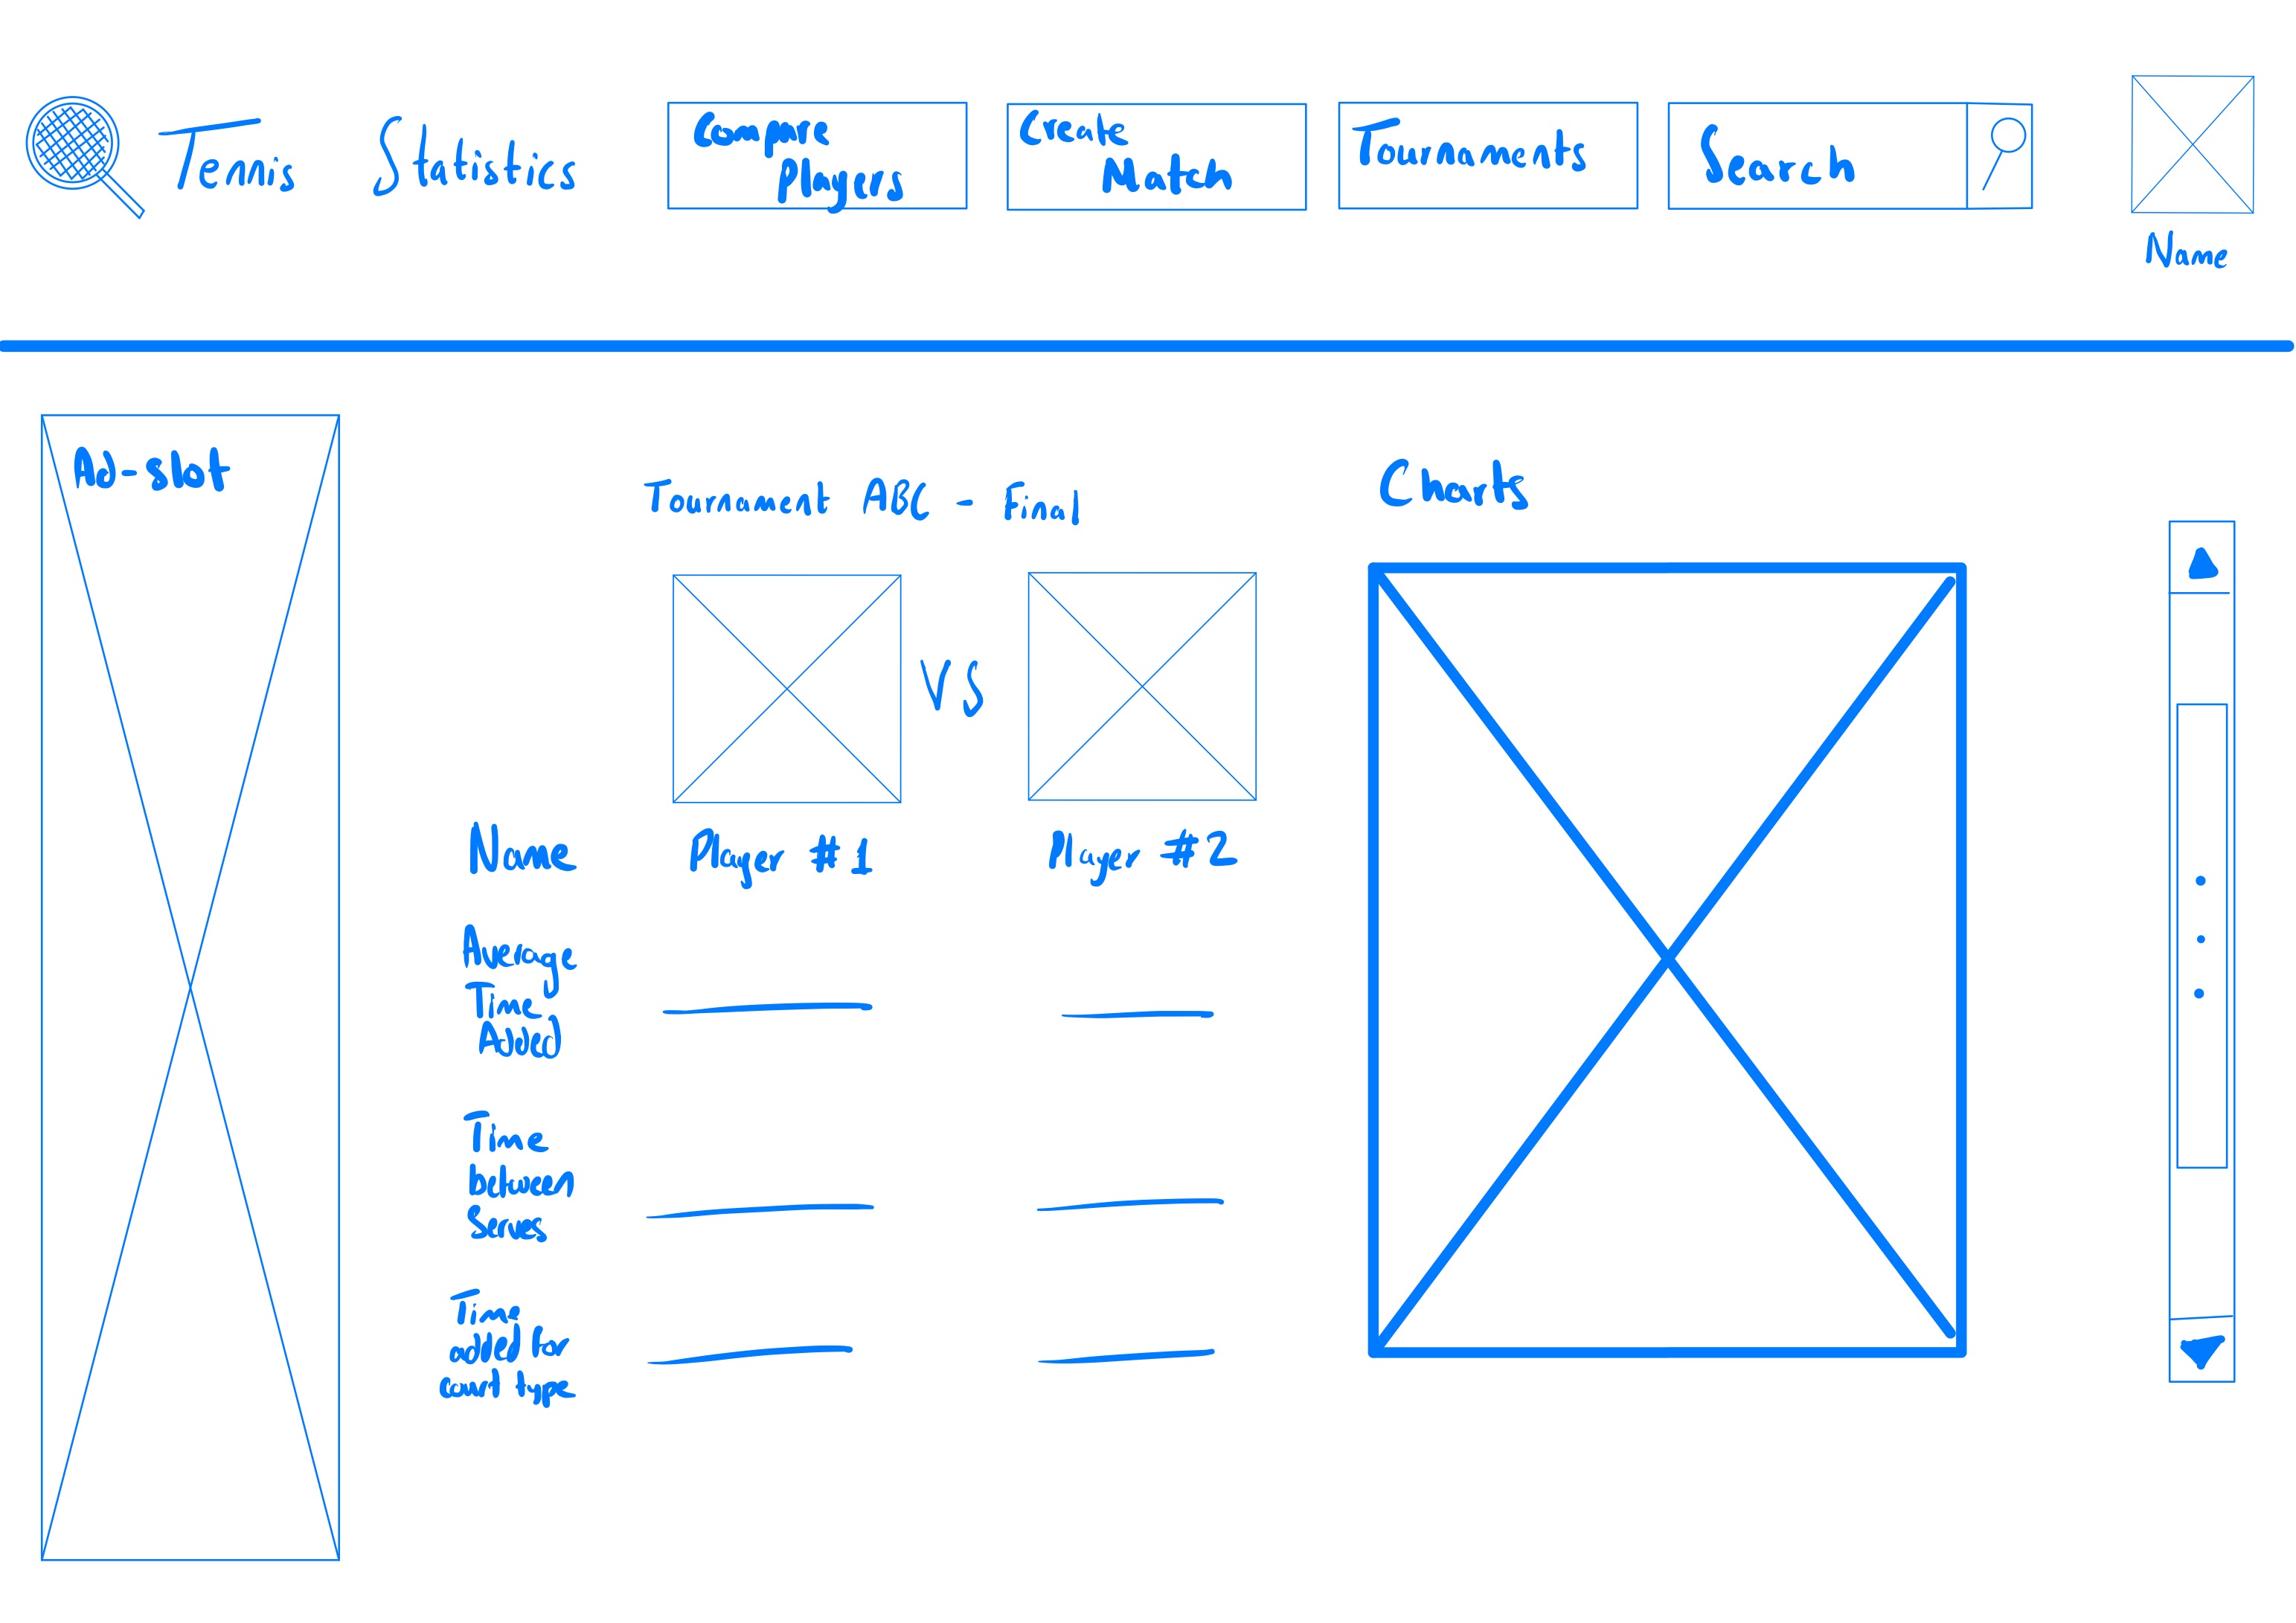 Tennis Statistics
Compare
Players
Create
Match
Tournaments
Search
Name
Ad-slot
Tournament ABC - Final
Charts
VS
Name
Player #1
Player #2
Average
Time
Added
Time
between
Serves
Time
added for
court type